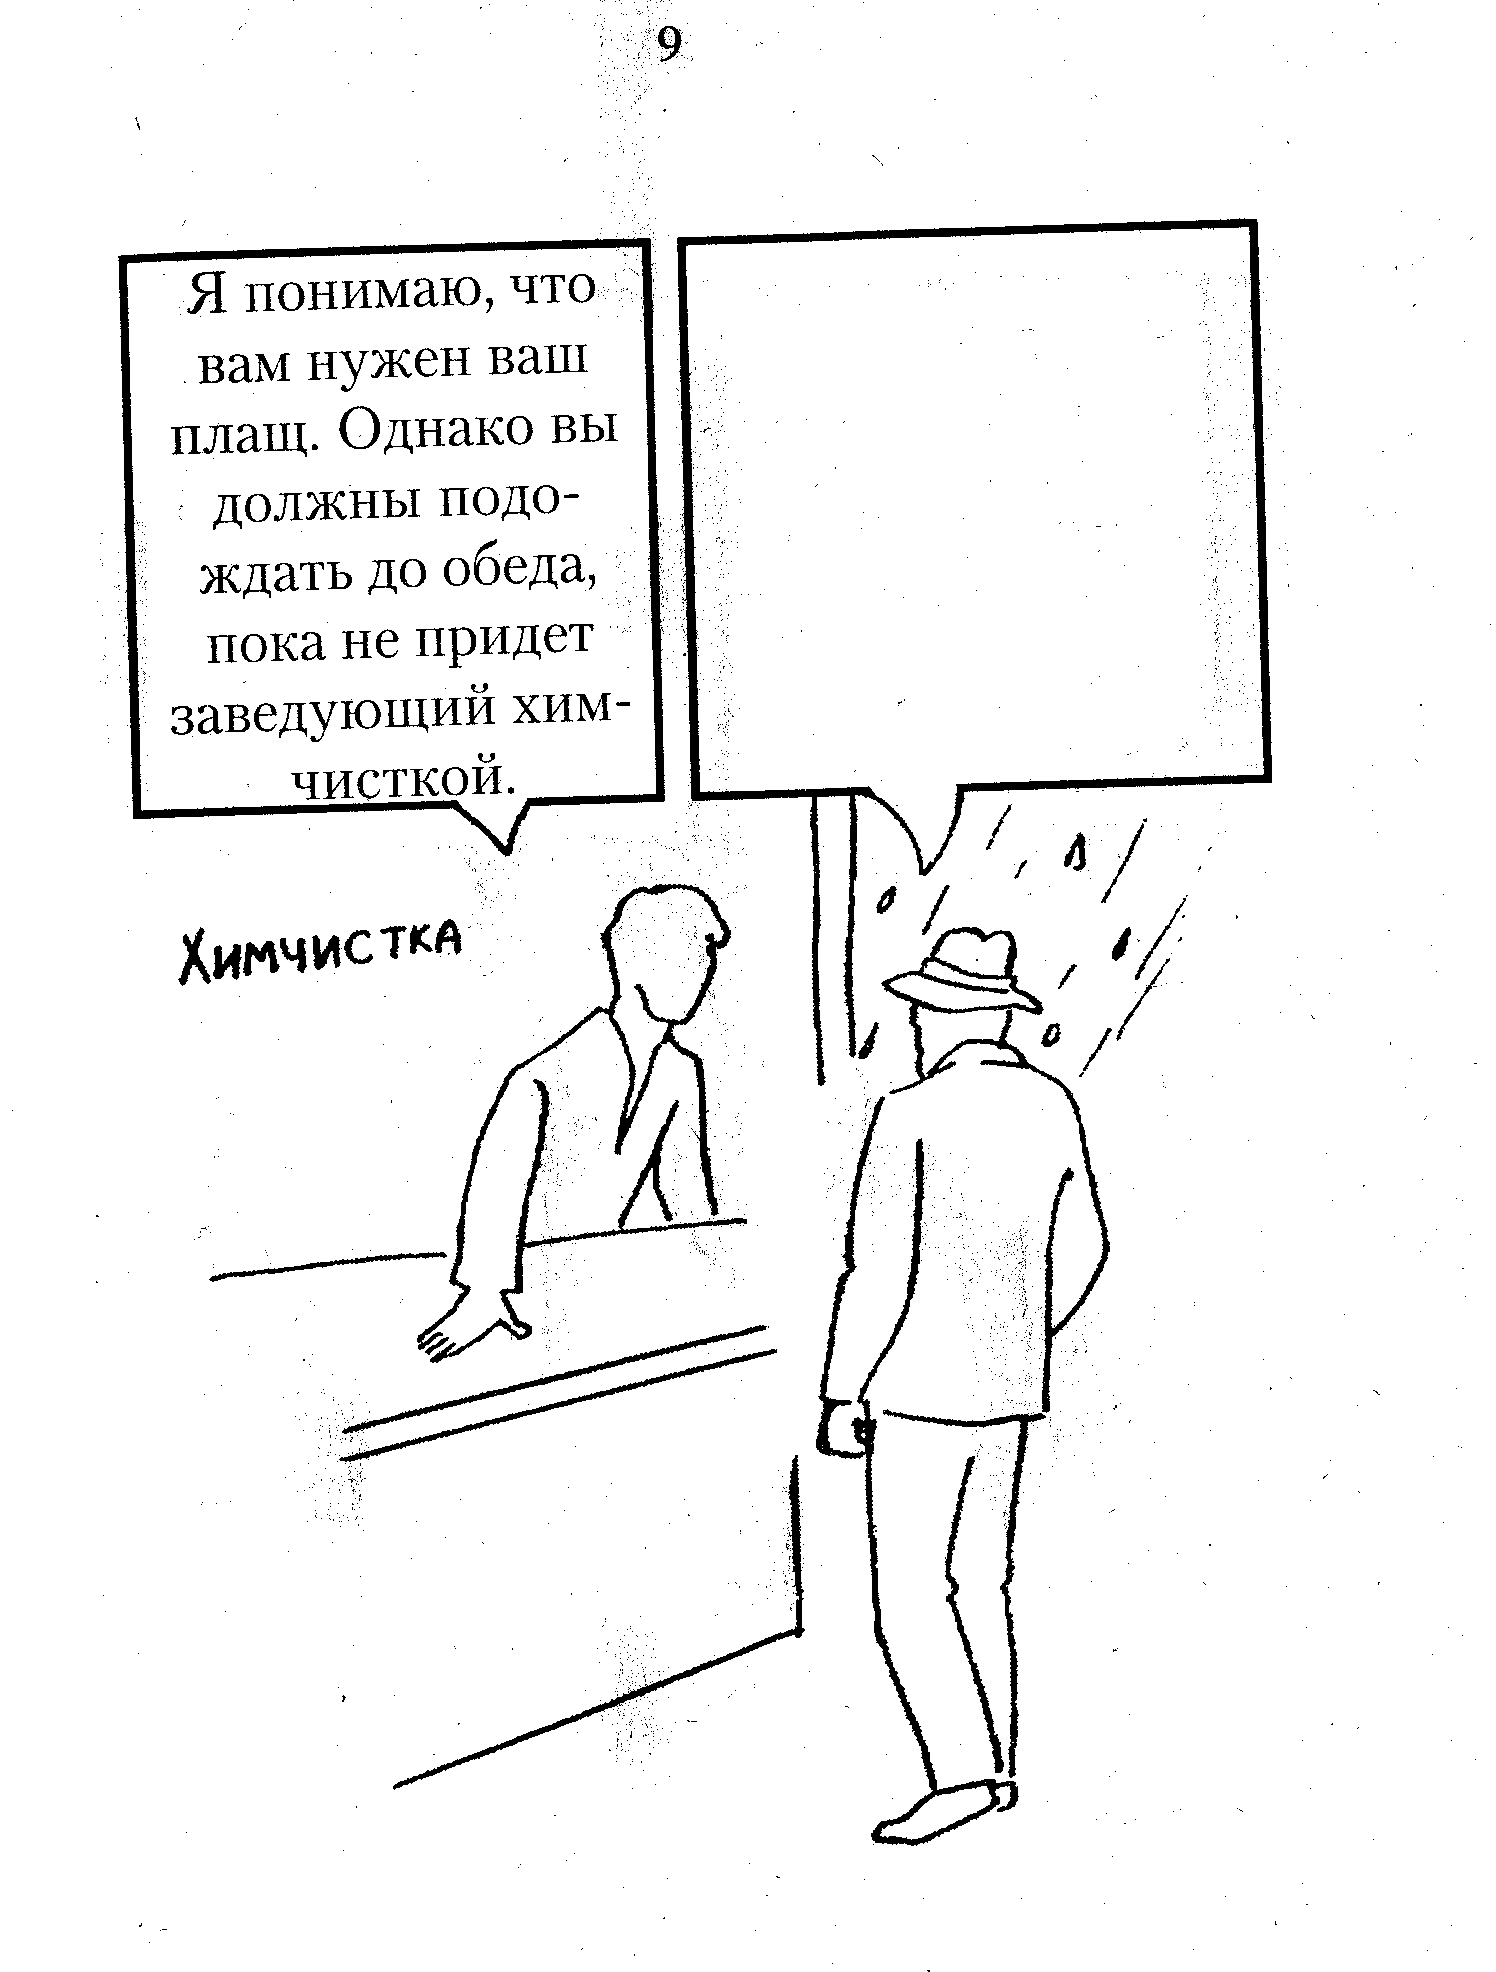 9
Я понимаю, что
вам нужен ваш
плащ. Однако вы
должны подо-
ждать до обеда,
пока не придет
заведующий хим-
чисткой.
Химчистка